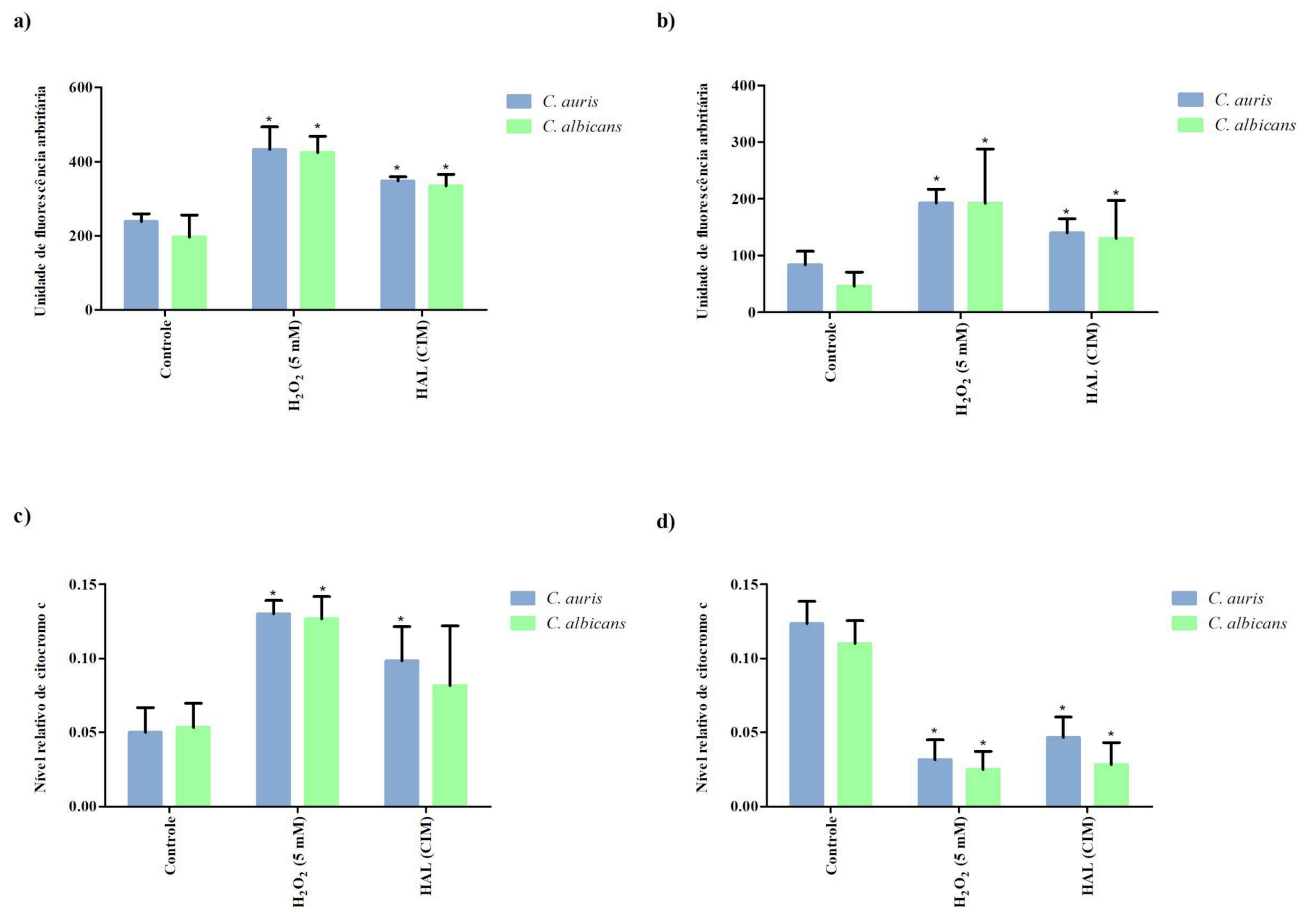 a)
Unidade de fluorescência arbritária
600
400
200
0
Controle
H₂O₂ (5 mM)
HAL (CIM)
* * * *
C. auris
C. albicans
b)
Unidade de fluorescência arbritária
400
300
200
100
0
Controle
H₂O₂ (5 mM)
HAL (CIM)
* * * *
C. auris
C. albicans
c)
Nível relativo de citocromo c
0.15
0.10
0.05
0.00
Controle
H₂O₂ (5 mM)
HAL (CIM)
* * *
C. auris
C. albicans
d)
Nível relativo de citocromo c
0.15
0.10
0.05
0.00
Controle
H₂O₂ (5 mM)
HAL (CIM)
* * * *
C. auris
C. albicans